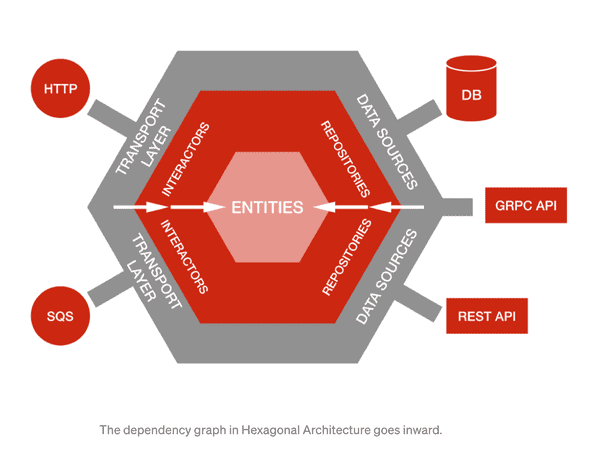 HTTP
TRANSPORT
LAYER
INTERACTORS
REPOSITORIES
DATA SOURCES
DB
ENTITIES
GRPC API
INTERACTORS
TRANSPORT
LAYER
REPOSITORIES
DATA SOURCES
SQS
REST API
The dependency graph in Hexagonal Architecture goes inward.